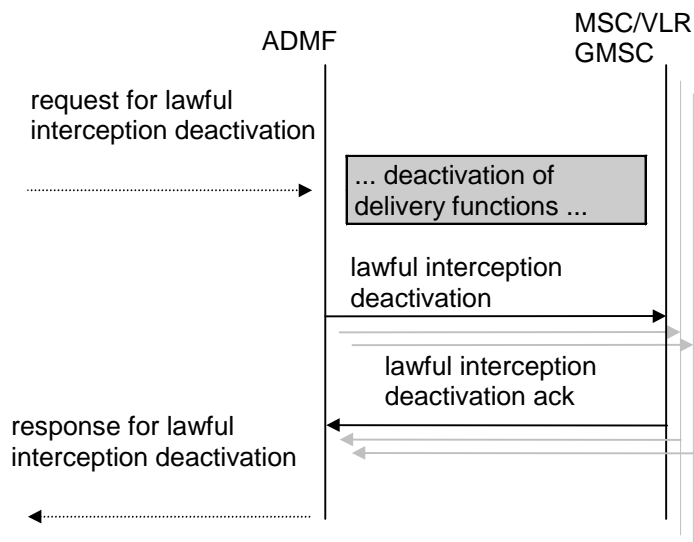 MSC/VLR
ADMF
GMSC
request for lawful
interception deactivation
... deactivation of
delivery functions ...
lawful interception
deactivation
lawful interception
deactivation ack
response for lawful
interception deactivation